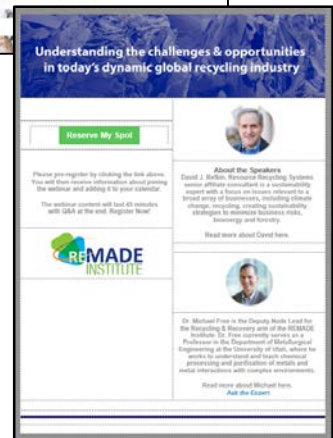 Understanding the challenges & opportunities
in today's dynamic global recycling industry
Reserve My Spot
Please pre-register by clicking the link above.
You will then receive information about joining
the webinar and adding it to your calendar.
The webinar content will last 45 minutes
with Q&A at the end. Register Now!
REMADE
INSTITUTE
About the Speakers
David J. Refkin, Resource Recycling Systems
senior affiliate consultant is a sustainability
expert with a focus on issues relevant to a
broad array of businesses, including climate
change, recycling, creating sustainability
strategies to minimize business risks,
bioenergy and forestry.
Read more about David here.
Dr. Michael Free is the Deputy Node Lead for
the Recycling & Recovery arm of the REMADE
Institute. Dr. Free currently serves as a
Professor in the Department of Metallurgical
Engineering at the University of Utah, where he
works to understand and teach chemical
processing and purification of metals and
metal interactions with complex environments.
Read more about Michael here.
Ask the Expert